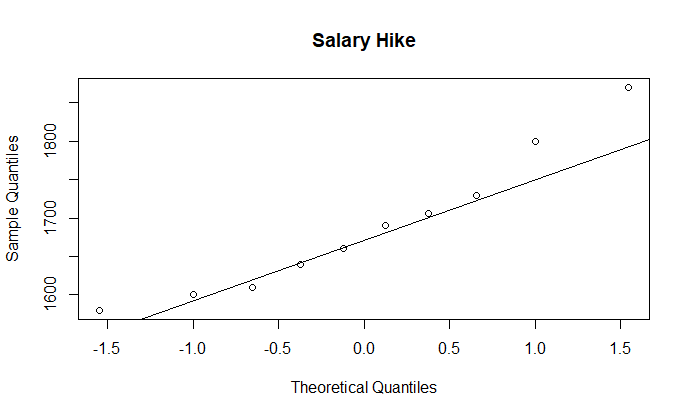 Salary Hike
Sample Quantiles
1800
1700
1600
-1.5 -1.0 -0.5 0.0 0.5 1.0 1.5
Theoretical Quantiles